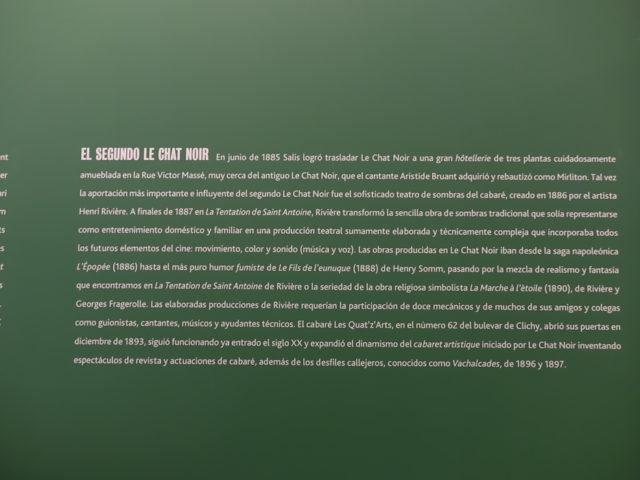 EL SEGUNDO LE CHAT NOIR En junio de 1885 Salis logró trasladar Le Chat Noir a una gran hôtellerie de tres plantas cuidadosamente
amueblada en la Rue Victor Massé, muy cerca del antiguo Le Chat Noir, que el cantante Aristide Bruant adquirió y rebautizó como Mirliton. Tal vez
la aportación más importante e influyente del segundo Le Chat Noir fue el sofisticado teatro de sombras del cabaré, creado en 1886 por el artista
Henri Rivière. A finales de 1887 en La Tentation de Saint Antoine, Rivière transformó la sencilla obra de sombras tradicional que solía representarse
como entretenimiento doméstico y familiar en una producción teatral sumamente elaborada y técnicamente compleja que incorporaba todos
los futuros elementos del cine: movimiento, color y sonido (música y voz). Las obras producidas en Le Chat Noir iban desde la saga napoleónica
L'Épopée (1886) hasta el más puro humor fumiste de Le Fils de l'eunuque (1888) de Henry Somm, pasando por la mezcla de realismo y fantasía
que encontramos en La Tentation de Saint Antoine de Rivière o la seriedad de la obra religiosa simbolista La Marche à l'étoile (1890), de Rivière y
Georges Fragerolle. Las elaboradas producciones de Rivière requerían la participación de doce mecánicos y de muchos de sus amigos y colegas
como guionistas, cantantes, músicos y ayudantes técnicos. El cabaré Les Quat'z'Arts, en el número 62 del bulevar de Clichy, abrió sus puertas en
diciembre de 1893, siguió funcionando ya entrado el siglo XX y expandió el dinamismo del cabaret artistique iniciado por Le Chat Noir inventando
espectáculos de revista y actuaciones de cabaré, además de los desfiles callejeros, conocidos como Vachalcades, de 1896 y 1897.